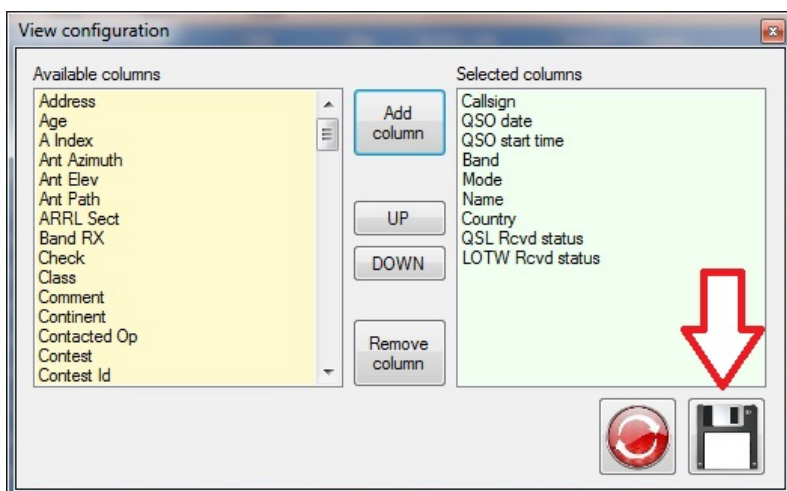 View configuration
Available columns
Address
Age
A Index
Ant Azimuth
Ant Elev
Ant Path
ARRL Sect
Band RX
Check
Class
Comment
Continent
Contacted Op
Contest
Contest Id
Add
column
UP
DOWN
Remove
column
Selected columns
Callsign
QSO date
QSO start time
Band
Mode
Name
Country
QSL Rcvd status
LOTW Rcvd status